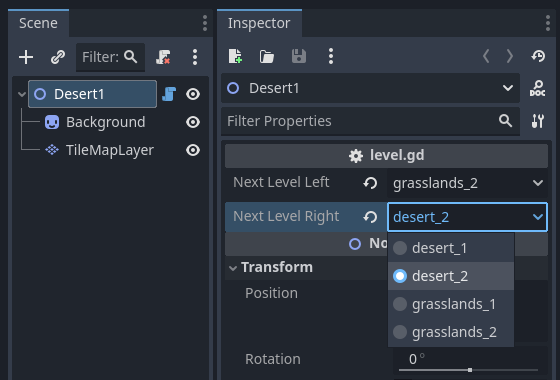 Scene
Filter:
Desert1
Background
TileMapLayer
Inspector
Desert1
DOC
Filter Properties
level.gd
Next Level Left
grasslands_2
Next Level Right
desert_2
No
desert_1
desert_2
grasslands_1
grasslands_2
Transform
Position
Rotation
0 °